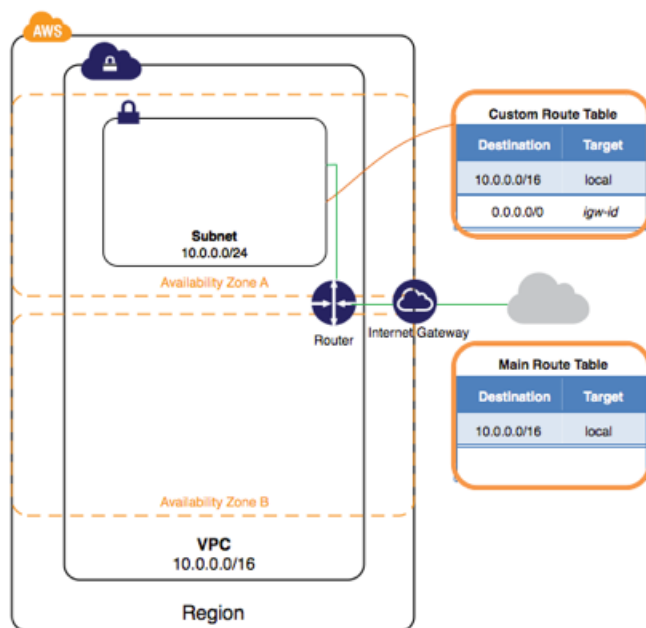 AWS
Custom Route Table
Destination Target
10.0.0.0/16 local
0.0.0.0/0 igw-id
Subnet
10.0.0.0/24
Availability Zone A
Router
Internet Gateway
Main Route Table
Destination Target
10.0.0.0/16 local
Availability Zone B
VPC
10.0.0.0/16
Region